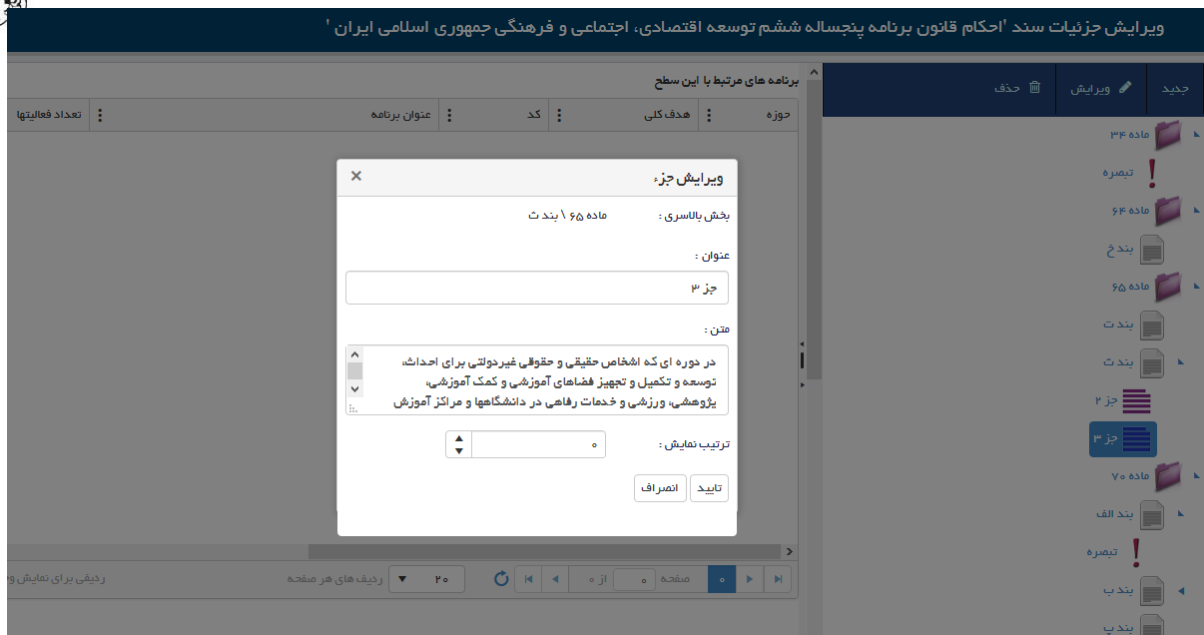 ویرایش جزئیات سند 'احکام قانون برنامه پنجساله ششم توسعه اقتصادی، اجتماعی و فرهنگی جمهوری اسلامی ایران '
جدید ویرایش حذف
ماده ۳۴
تبصره
ماده ۶۴
بند خ
ماده ۶۵
بند ت
بند ث
جز ۲
جز ۳
ماده ۷۰
بند الف
تبصره
بند ب
بند پ
برنامه های مرتبط با این سطح
حوزه هدف کلی کد عنوان برنامه تعداد فعالیتها
ویرایش جزء
بخش بالاسری : ماده ۶۵ \ بند ث
عنوان :
جز ۳
متن :
در دوره ای که اشخاص حقیقی و حقوقی غیردولتی برای احداث،
توسعه و تکمیل و تجهیز فضاهای آموزشی و کمک آموزشی،
پژوهشی، ورزشی و خدمات رفاهی در دانشگاهها و مراکز آموزش
ترتیب نمایش : ۰
تایید انصراف
۰ صفحه ۰ از ۰ ۲۰ ردیف های هر صفحه
ردیفی برای نمایش